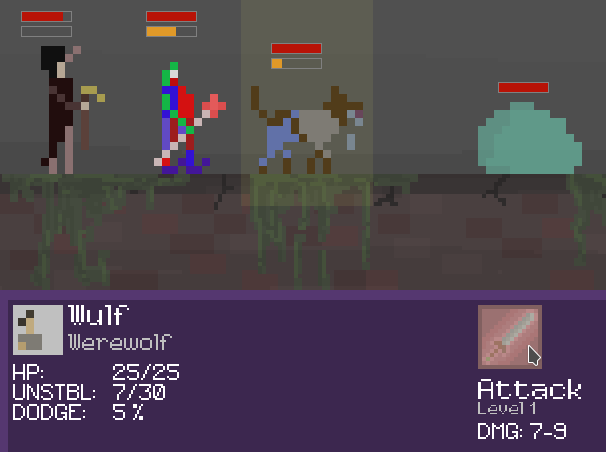 Wulf
Werewolf
HP: 25/25
UNSTBL: 7/30
DODGE: 5 %
Attack
Level 1
DMG: 7-9